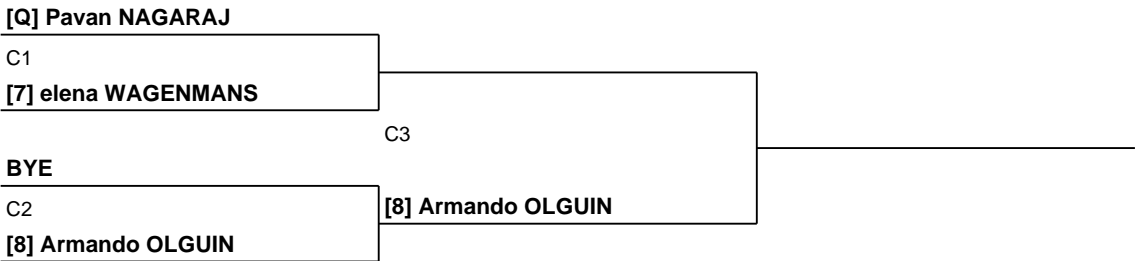 [Q] Pavan NAGARAJ
C1
[7] elena WAGENMANS
C3
BYE
C2
[8] Armando OLGUIN
[8] Armando OLGUIN